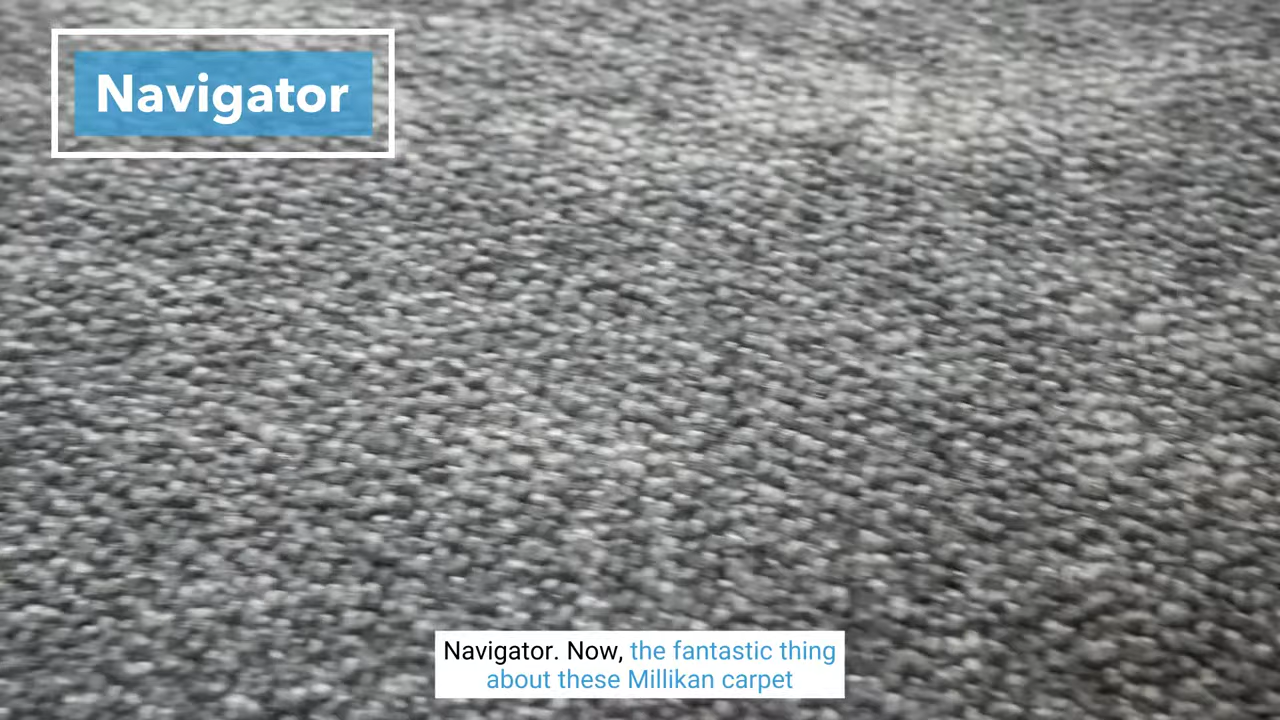 Navigator
Navigator. Now, the fantastic thing
about these Millikan carpet